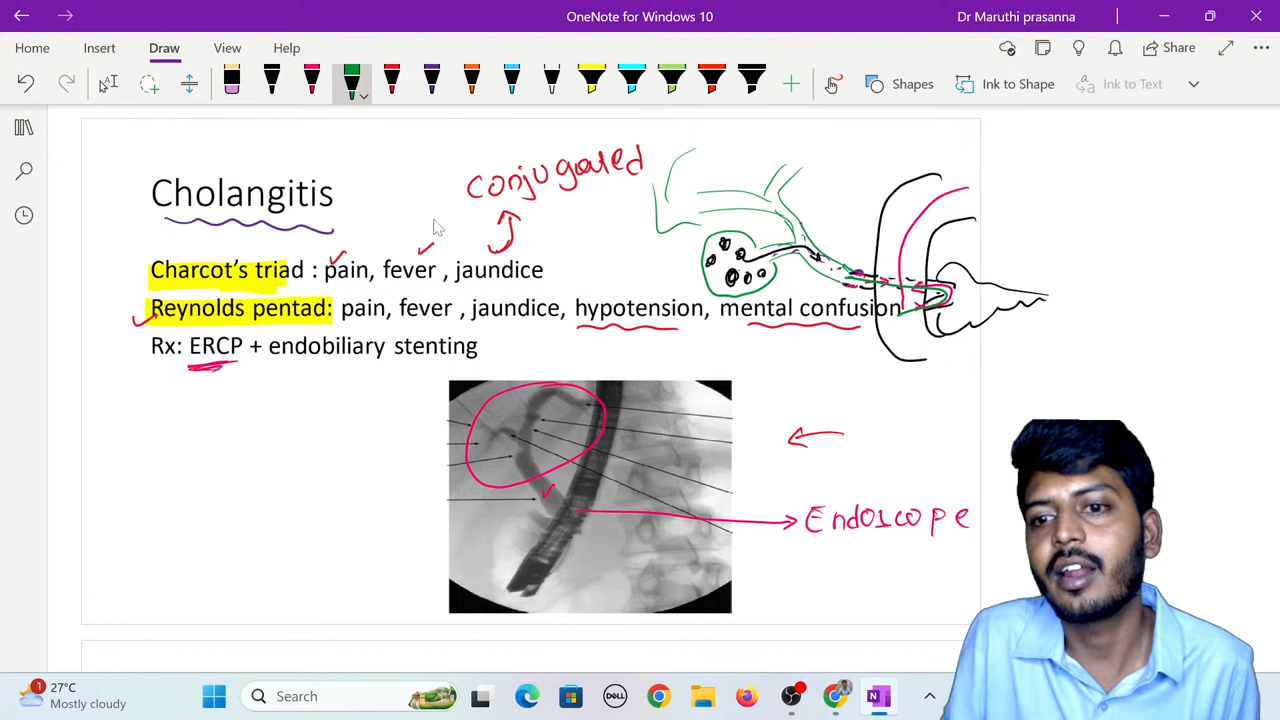 OneNote for Windows 10
Dr Maruthi prasanna
Home
Insert
Draw
View
Help
Share
Shapes
Ink to Shape
Ink to Text
Cholangitis
conjugated
Charcot's triad : pain, fever , jaundice
Reynolds pentad: pain, fever , jaundice, hypotension, mental confusion
Rx: ERCP + endobiliary stenting
Endoscope
1
27°C
Mostly cloudy
Search
DELL